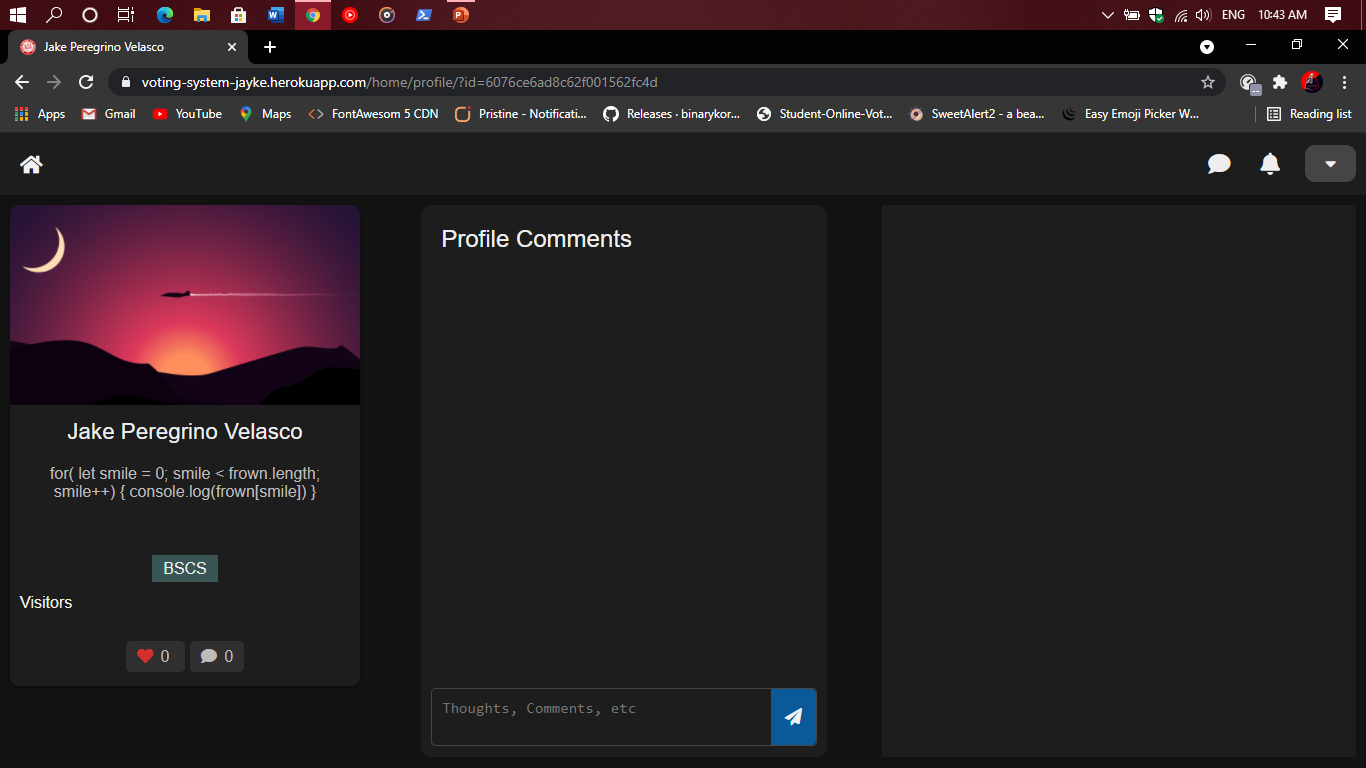 ENG 10:43 AM
Jake Peregrino Velasco
voting-system-jayke.herokuapp.com/home/profile/?id=6076ce6ad8c62f001562fc4d
Apps Gmail YouTube Maps FontAwesom 5 CDN Pristine - Notificati... Releases · binarykor... Student-Online-Vot... SweetAlert2 - a bea... Easy Emoji Picker W... Reading list
Profile Comments
Jake Peregrino Velasco
for( let smile = 0; smile < frown.length;
smile++) { console.log(frown[smile]) }
BSCS
Visitors
0 0
Thoughts, Comments, etc